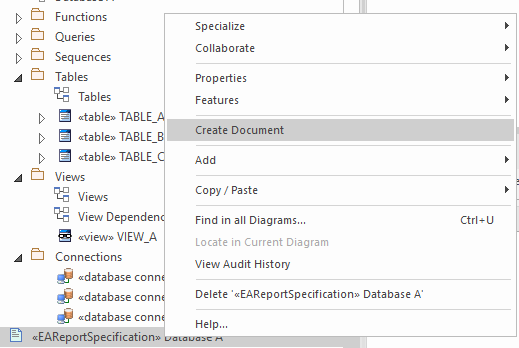 Functions
Queries
Sequences
Tables
Tables
«table» TABLE_A
«table» TABLE_B
«table» TABLE_C
Views
Views
View Dependenc
«view» VIEW_A
Connections
«database conne
«database conne
«database conne
«EAReportSpecification» Database A
Specialize
Collaborate
Properties
Features
Create Document
Add
Copy / Paste
Find in all Diagrams... Ctrl+U
Locate in Current Diagram
View Audit History
Delete '«EAReportSpecification» Database A'
Help...